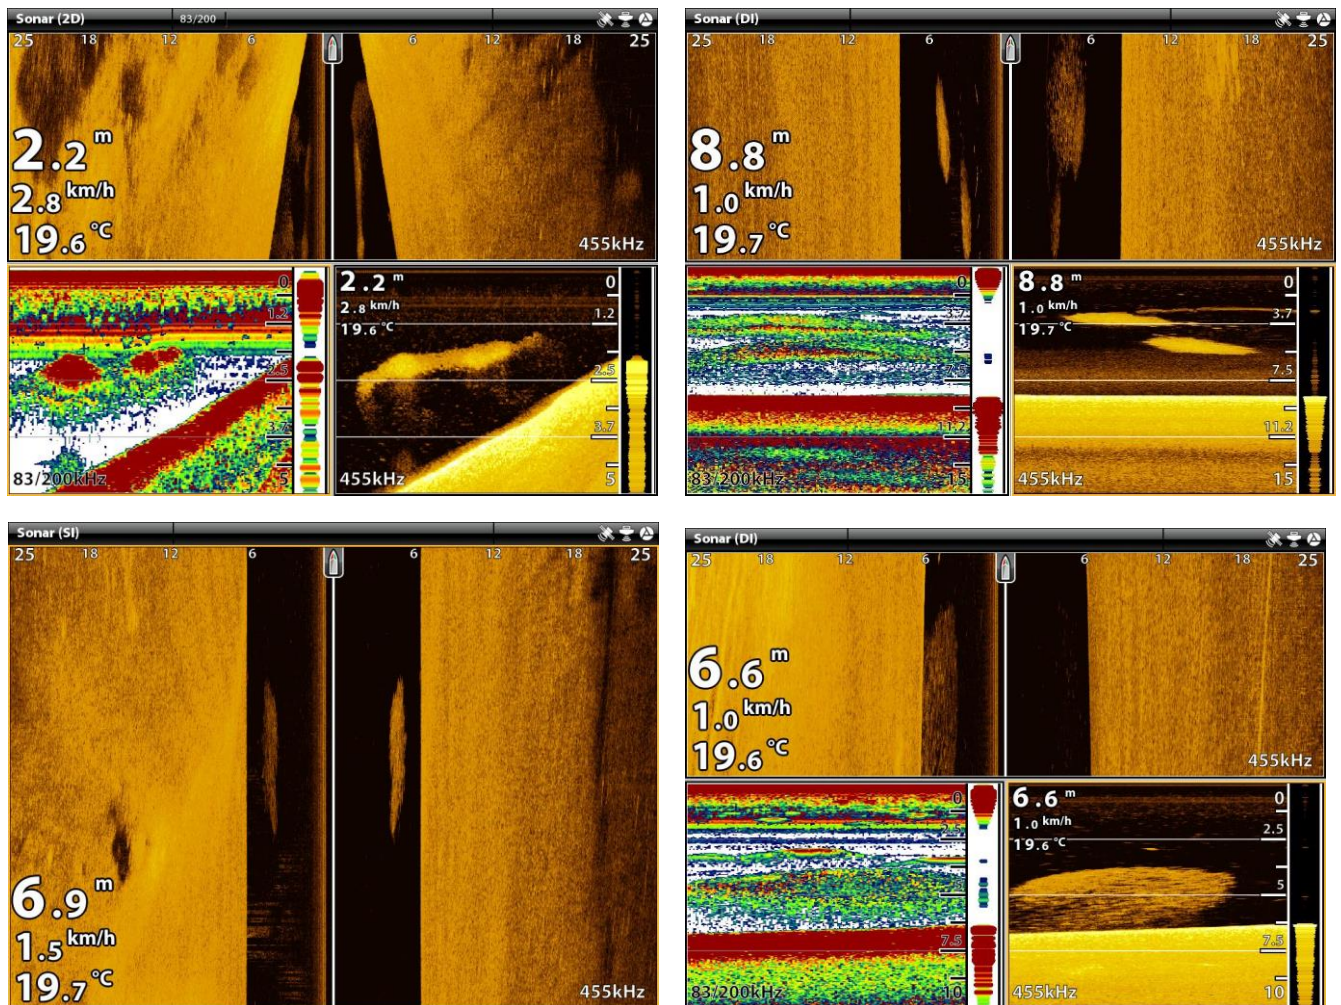 Sonar (2D) 83/200
25 18 12 6 6 12 18 25
2.2 m
2.8 km/h
19.6 °C
455kHz
0
1.2
2.5
3.7
5
83/200kHz
2.2 m
2.8 km/h
19.6 °C
0
1.2
2.5
3.7
5
455kHz
Sonar (DI)
25 18 12 6 6 12 18 25
8.8 m
1.0 km/h
19.7 °C
455kHz
0
3.7
7.5
11.2
15
83/200kHz
8.8 m
1.0 km/h
19.7 °C
0
3.7
7.5
11.2
15
455kHz
Sonar (SI)
25 18 12 6 6 12 18 25
6.9 m
1.5 km/h
19.7 °C
455kHz
Sonar (DI)
25 18 12 6 6 12 18 25
6.6 m
1.0 km/h
19.6 °C
455kHz
0
2.5
5
7.5
10
83/200kHz
6.6 m
1.0 km/h
19.6 °C
0
2.5
5
7.5
10
455kHz